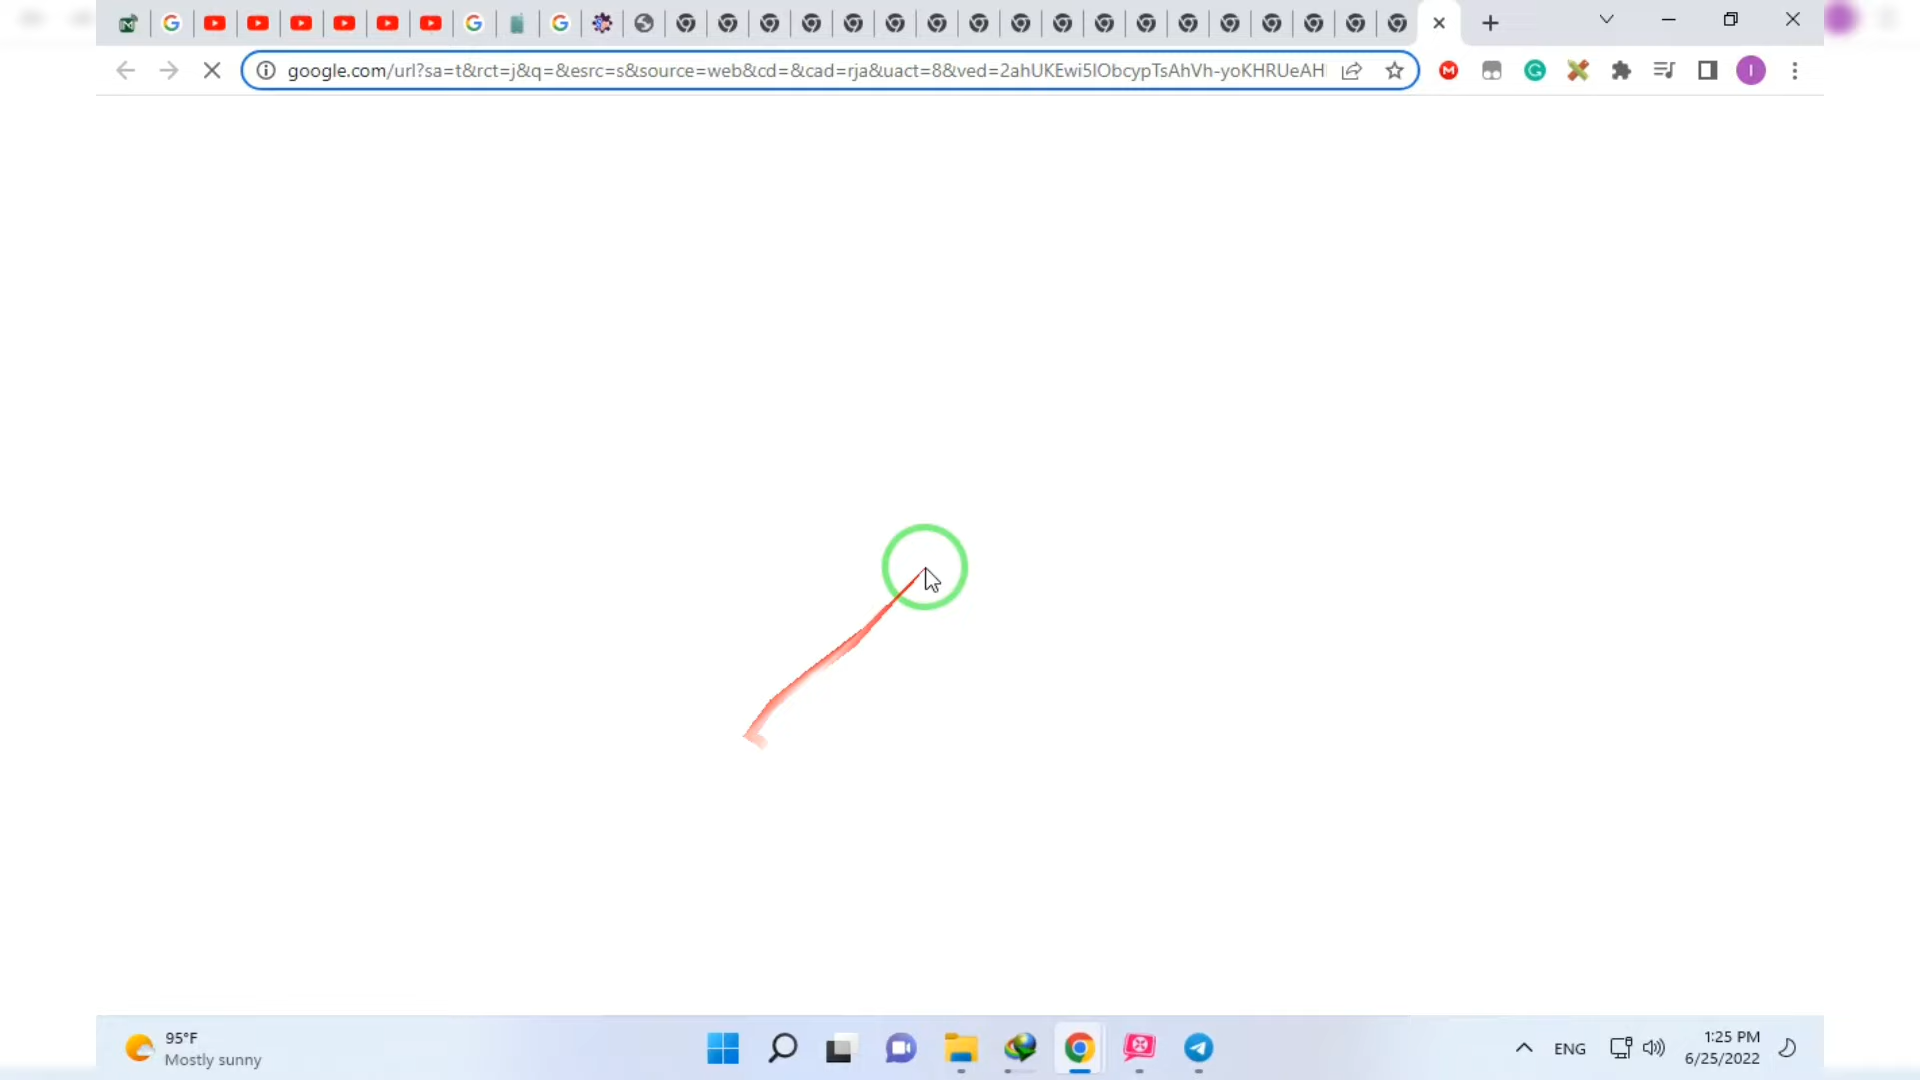 google.com/url?sa=t&rct=j&q=&esrc=s&source=web&cd=&cad=rja&uact=8&ved=2ahUKEwi5lObcypTsAhVh-yoKHRUeAH
95°F
Mostly sunny
ENG
1:25 PM
6/25/2022